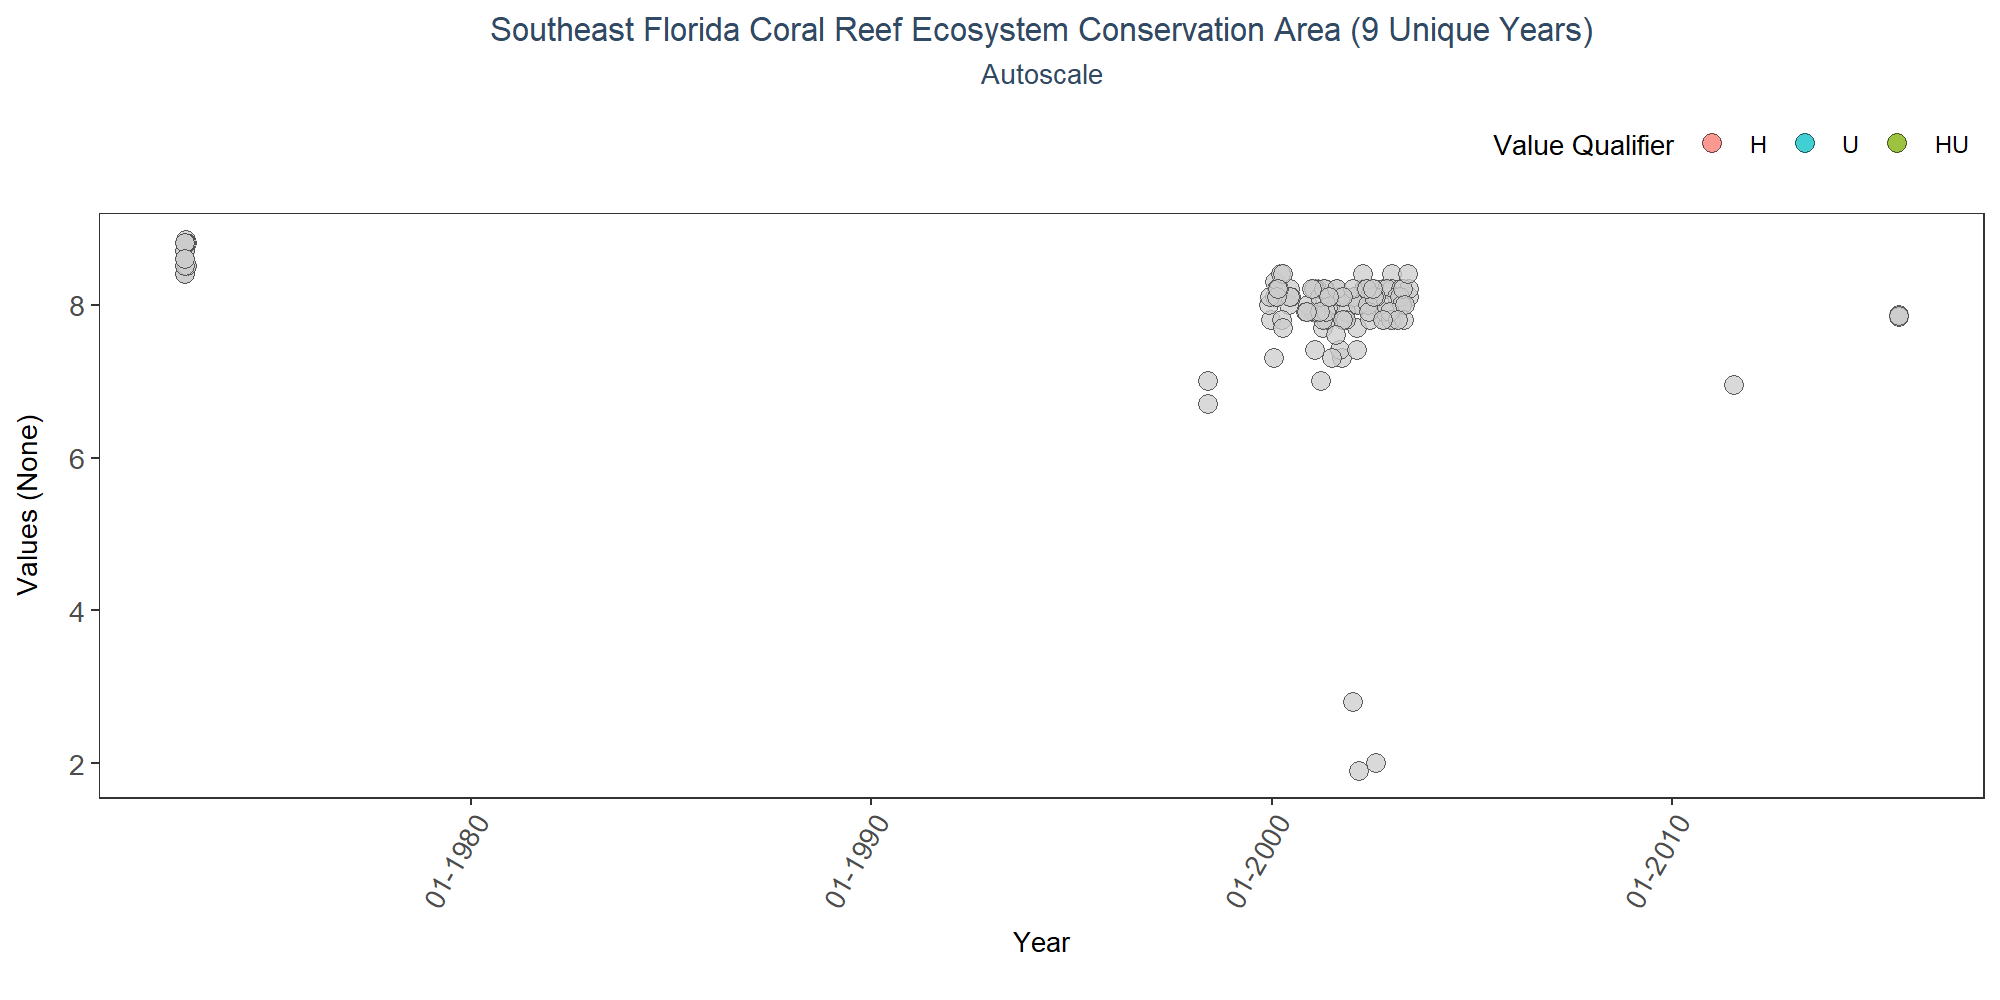 Southeast Florida Coral Reef Ecosystem Conservation Area (9 Unique Years)
Autoscale
Value Qualifier H U HU
Values (None)
8
6
4
2
01-1980 01-1990 01-2000 01-2010
Year